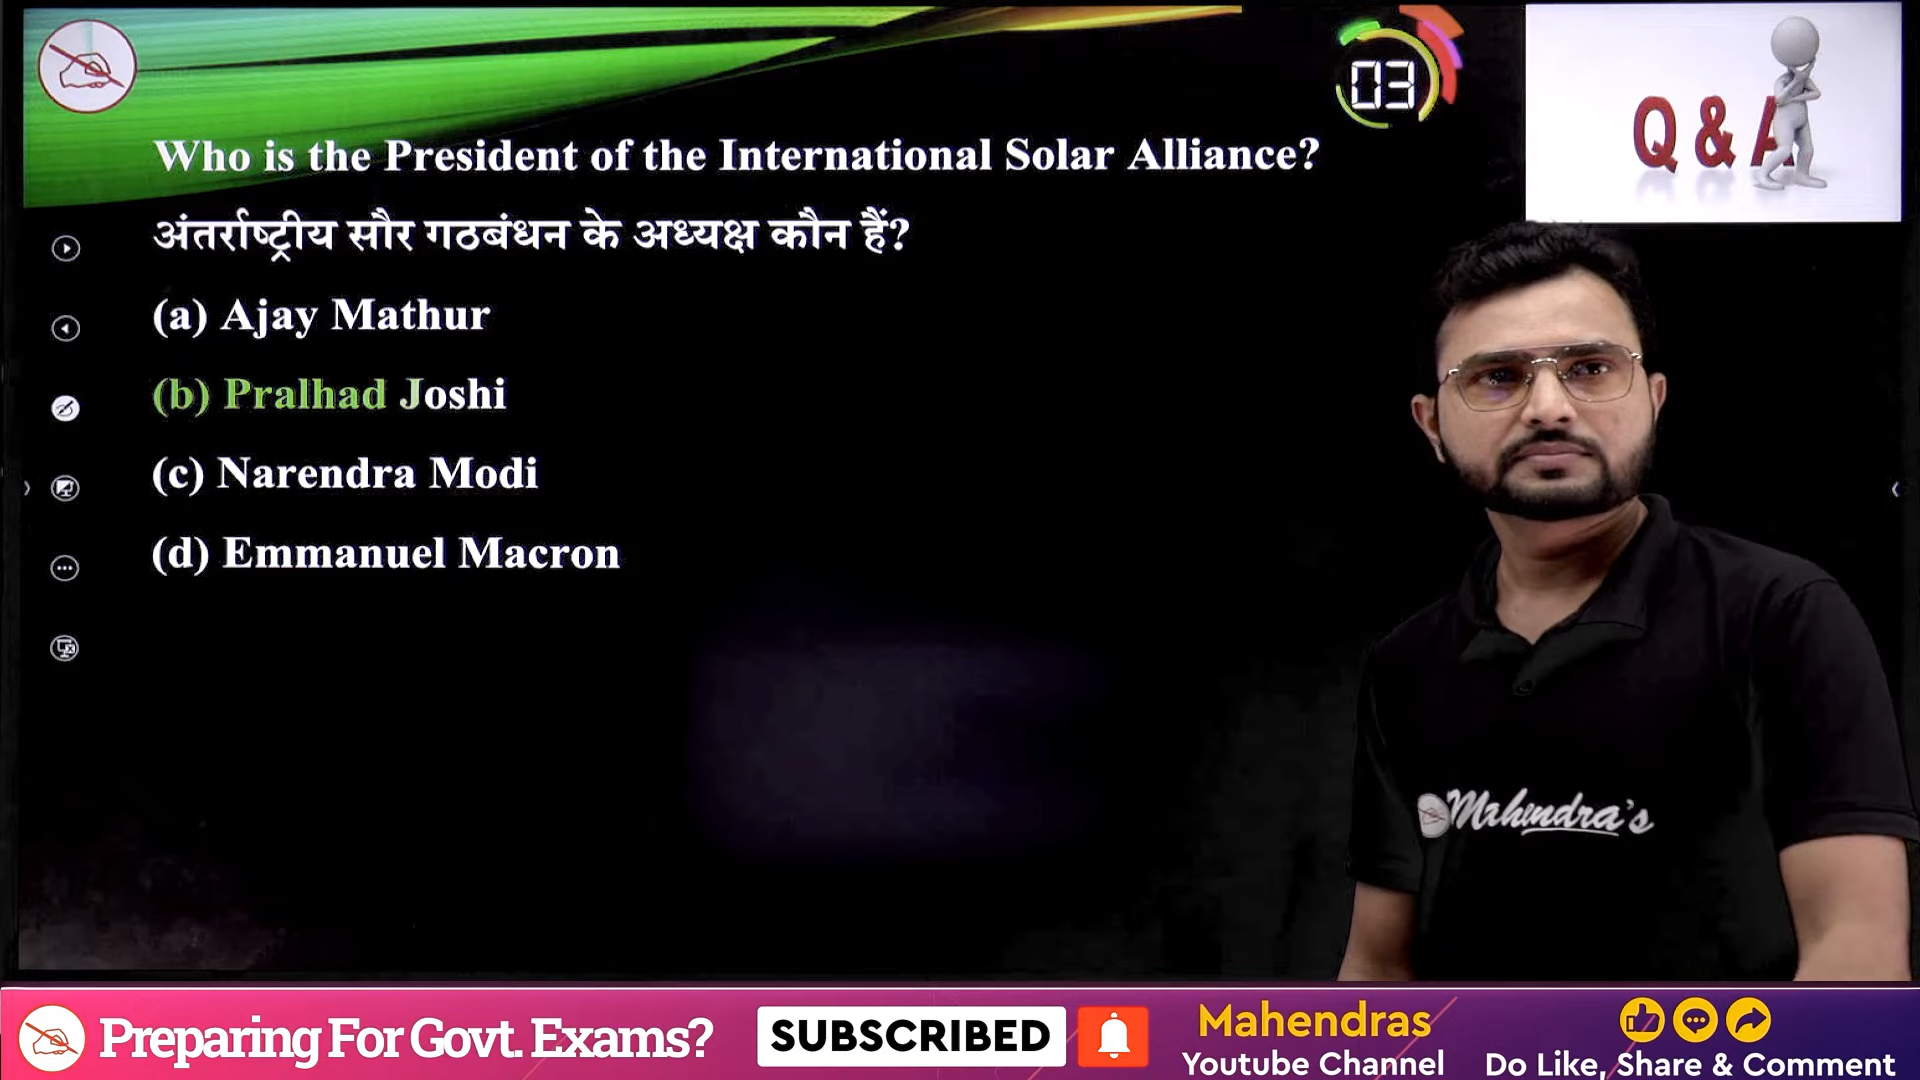 03
Q & A
Who is the President of the International Solar Alliance?
अंतर्राष्ट्रीय सौर गठबंधन के अध्यक्ष कौन हैं?
(a) Ajay Mathur
(b) Pralhad Joshi
(c) Narendra Modi
(d) Emmanuel Macron
Mahendra's
Preparing For Govt. Exams?
SUBSCRIBED
Mahendras
Youtube Channel
Do Like, Share & Comment